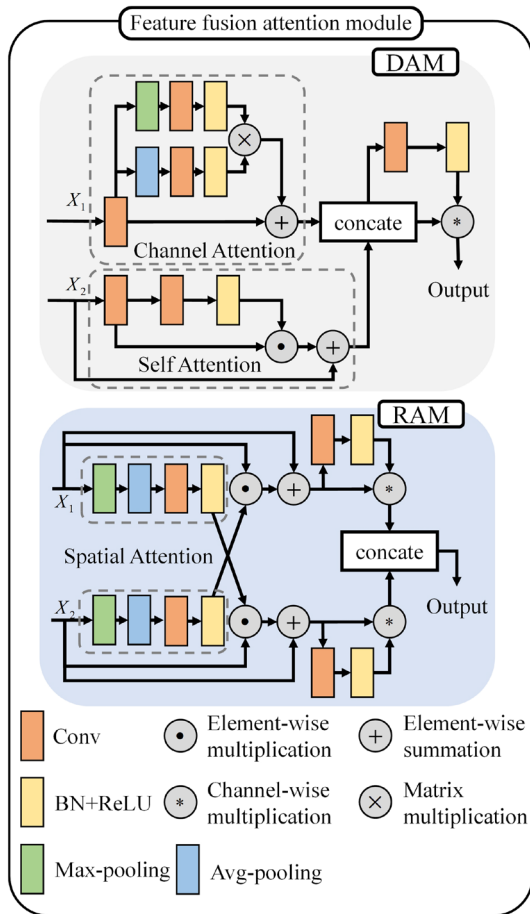 Feature fusion attention module
DAM
X₁
Channel Attention
concate
Output
X₂
Self Attention
RAM
X₁
Spatial Attention
concate
X₂
Output
Conv
Element-wise
multiplication
Element-wise
summation
BN+ReLU
Channel-wise
multiplication
Matrix
multiplication
Max-pooling
Avg-pooling